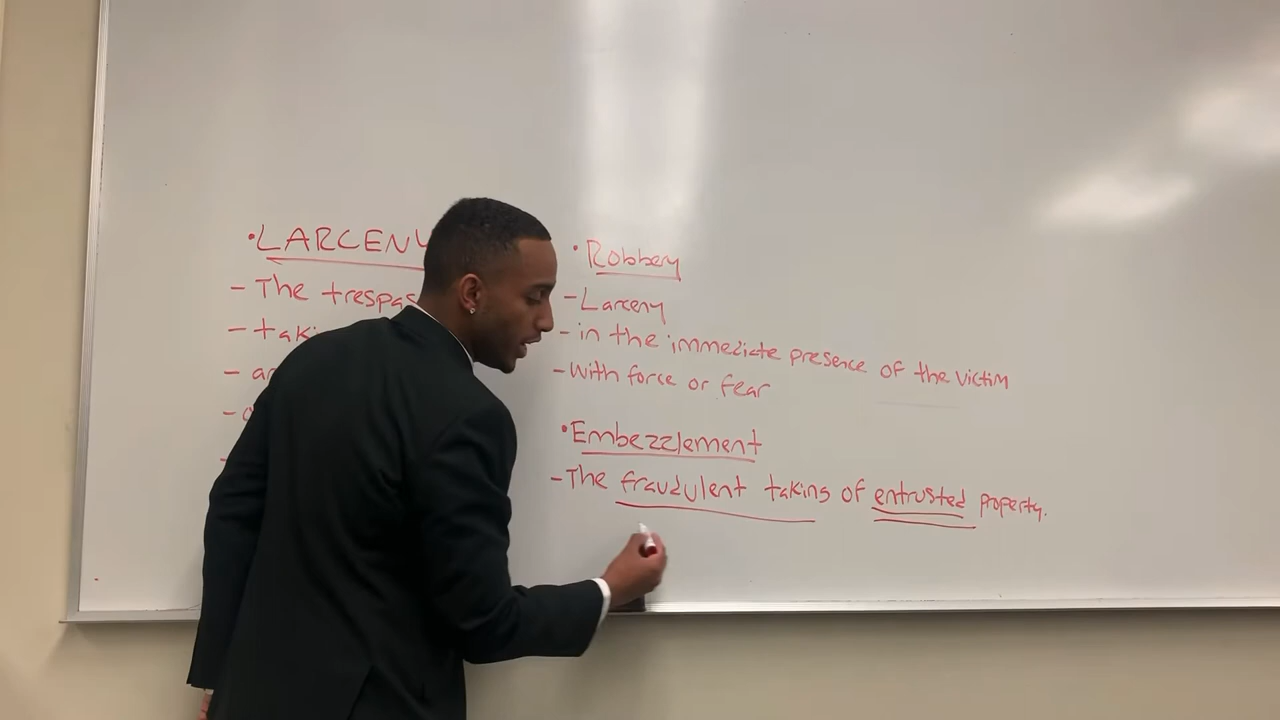 •LARCENY
- The trespas
- taki
- a
-
-
•Robbery
-Larceny
-in the immediate presence of the victim
-with force or fear
•Embezzlement
-The fraudulent taking of entrusted property.